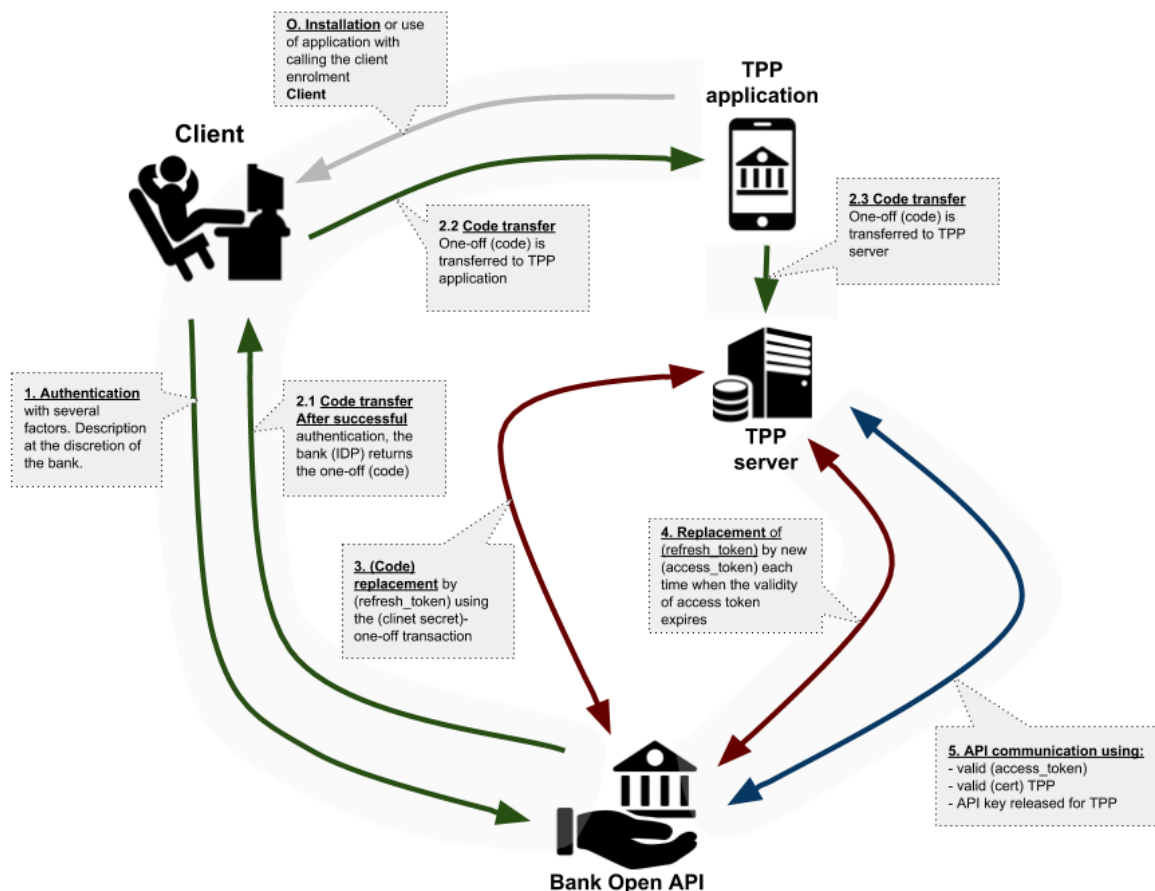 O. Installation or use
of application with
calling the client
enrolment
Client
TPP
application
Client
2.3 Code transfer
One-off (code) is
transferred to TPP
server
2.2 Code transfer
One-off (code) is
transferred to TPP
application
1. Authentication
with several
factors. Description
at the discretion of
the bank.
2.1 Code transfer
After successful
authentication, the
bank (IDP) returns
the one-off (code)
TPP
server
3. (Code)
replacement by
(refresh_token) using
the (clinet secret)-
one-off transaction
4. Replacement of
(refresh_token) by new
(access_token) each
time when the validity
of access token
expires
5. API communication using:
- valid (access_token)
- valid (cert) TPP
- API key released for TPP
Bank Open API